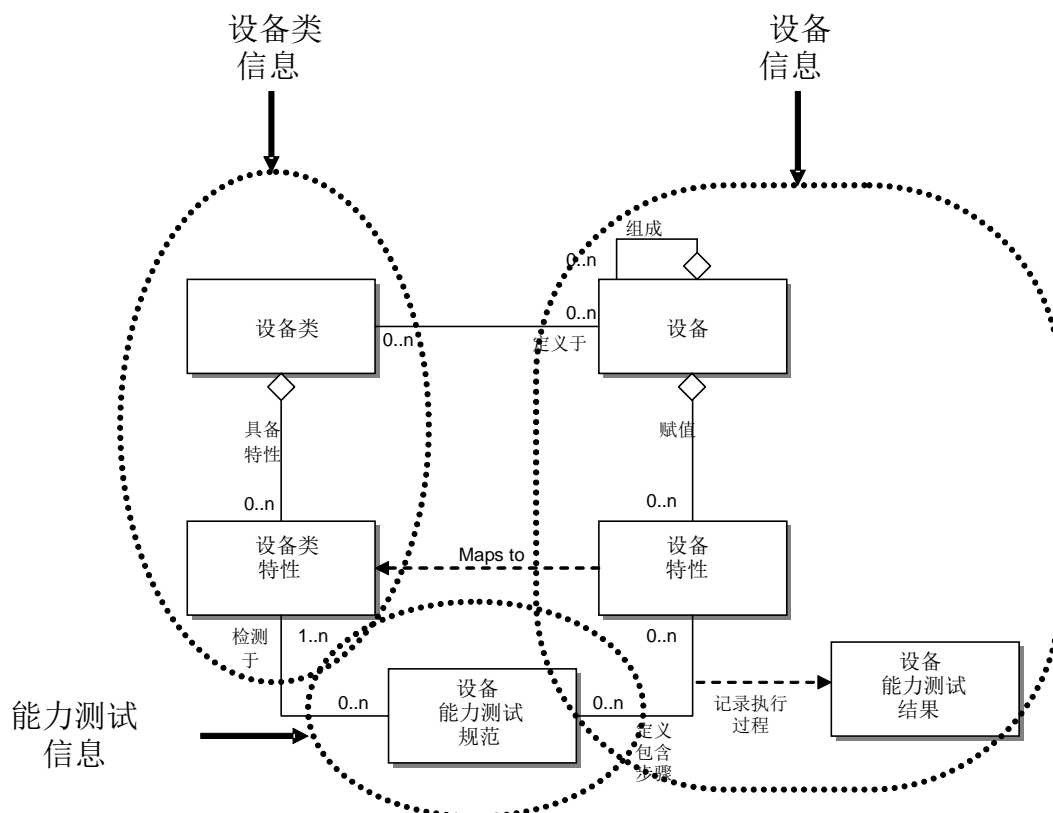 设备类
信息
设备
信息
组成
0..n
0..n
设备类
设备
0..n
定义于
具备
特性
赋值
0..n
0..n
设备类
特性
Maps to
设备
特性
检测
于
1..n
0..n
设备
能力测试
规范
0..n
0..n
定义
包含
步骤
记录执行
过程
设备
能力测试
结果
能力测试
信息